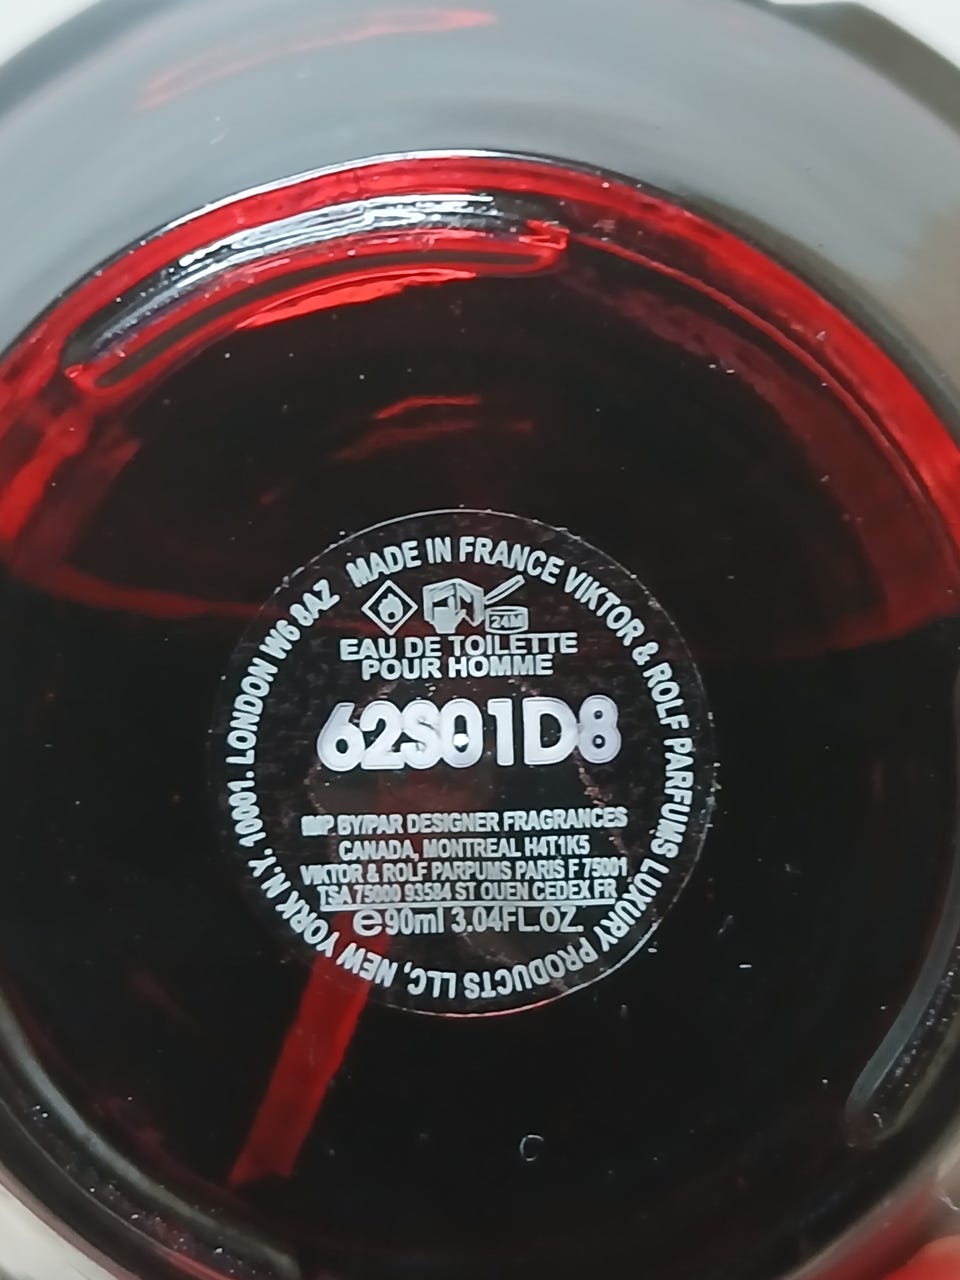 MADE IN FRANCE VIKTOR & ROLF PARFUMS LUXURY PRODUCTS LLC, NEW YORK N.Y, 10001. LONDON W6 8AZ
24M
EAU DE TOILETTE
POUR HOMME
62S01D8
IMP BY/PAR DESIGNER FRAGRANCES
CANADA, MONTREAL H4T1K5
VIKTOR & ROLF PARPUMS PARIS F 75001
TSA 75000 93584 ST OUEN CEDEX FR
e90ml 3.04FL.OZ.